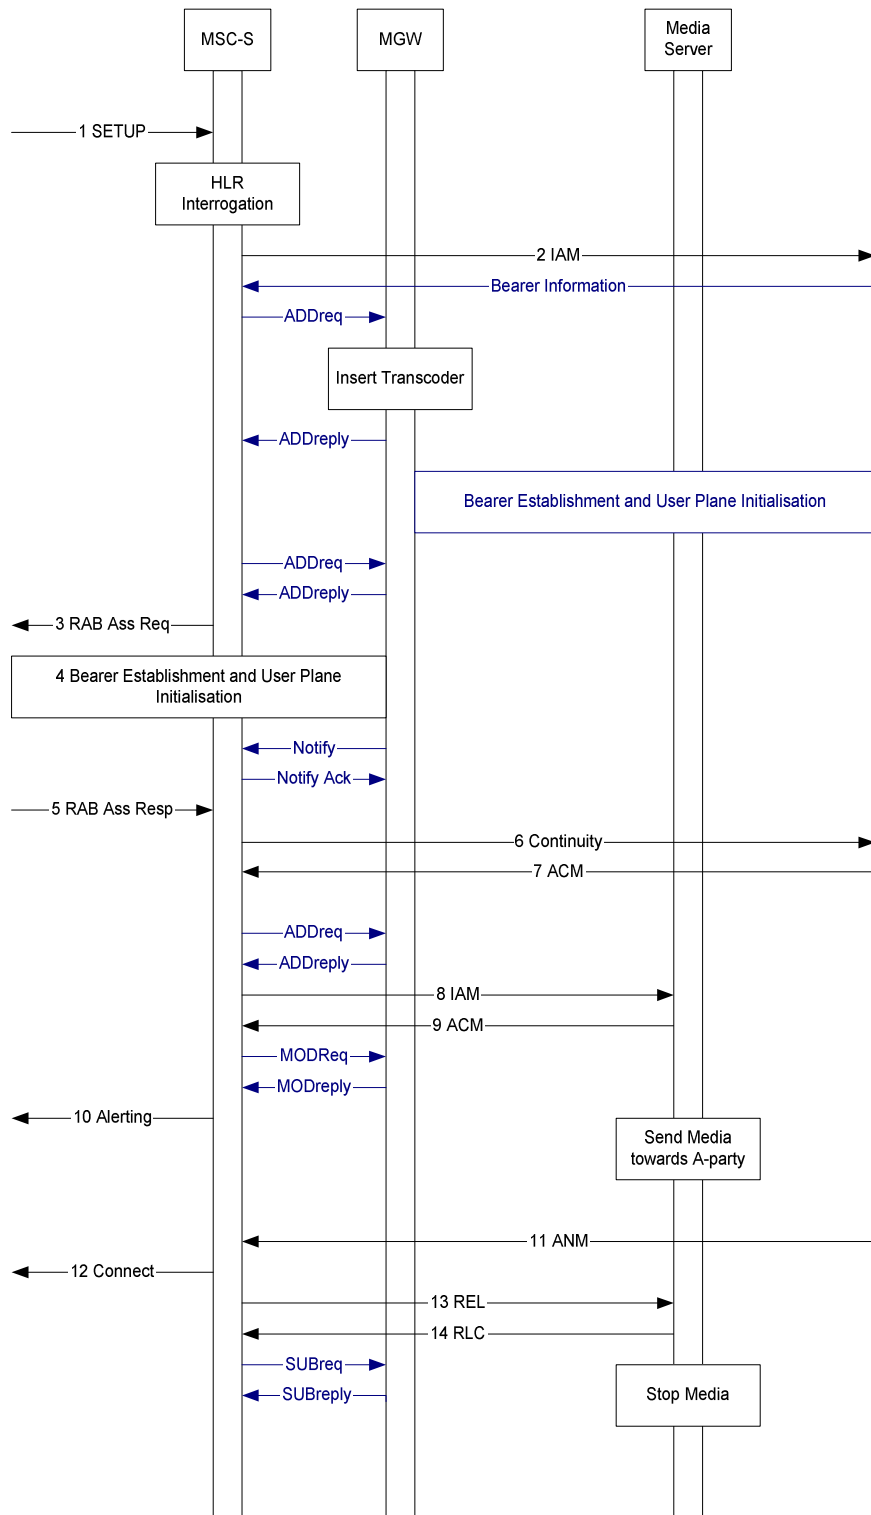 MSC-S
MGW
Media
Server
1 SETUP
HLR
Interrogation
2 IAM
Bearer Information
ADDreq
Insert Transcoder
ADDreply
Bearer Establishment and User Plane Initialisation
ADDreq
ADDreply
3 RAB Ass Req
4 Bearer Establishment and User Plane
Initialisation
Notify
Notify Ack
5 RAB Ass Resp
6 Continuity
7 ACM
ADDreq
ADDreply
8 IAM
9 ACM
MODReq
MODreply
10 Alerting
Send Media
towards A-party
11 ANM
12 Connect
13 REL
14 RLC
SUBreq
SUBreply
Stop Media